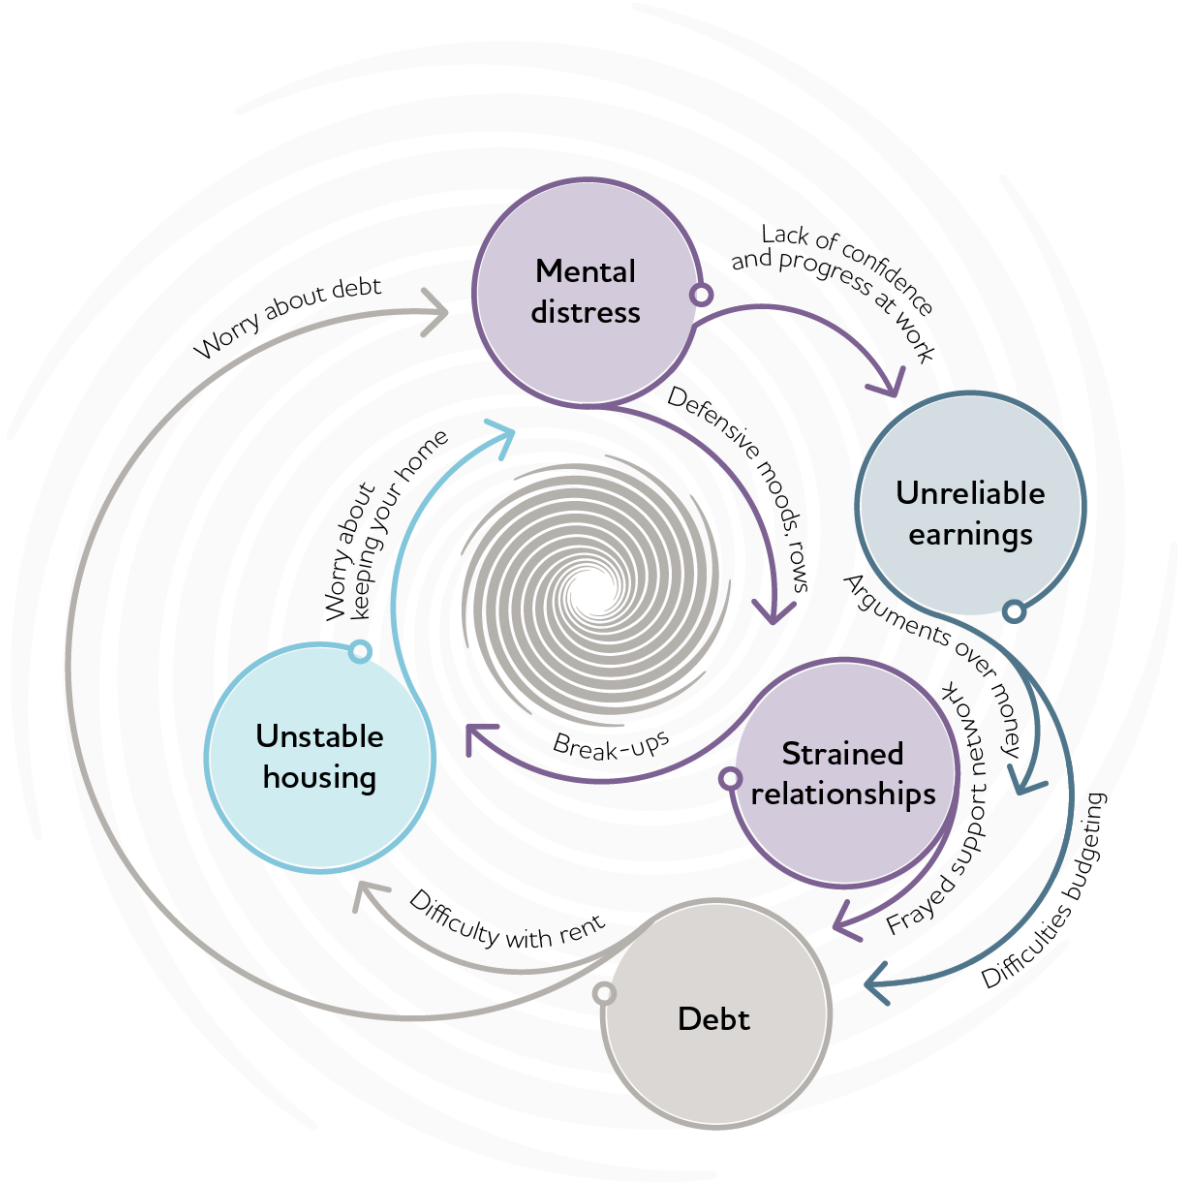 Mental
distress
Lack of confidence
and progress at work
Worry about debt
Defensive moods, rows
Worry about
keeping your home
Unreliable
earnings
Arguments over money
Frayed support network
Break-ups
Unstable
housing
Strained
relationships
Difficulties budgeting
Difficulty with rent
Debt